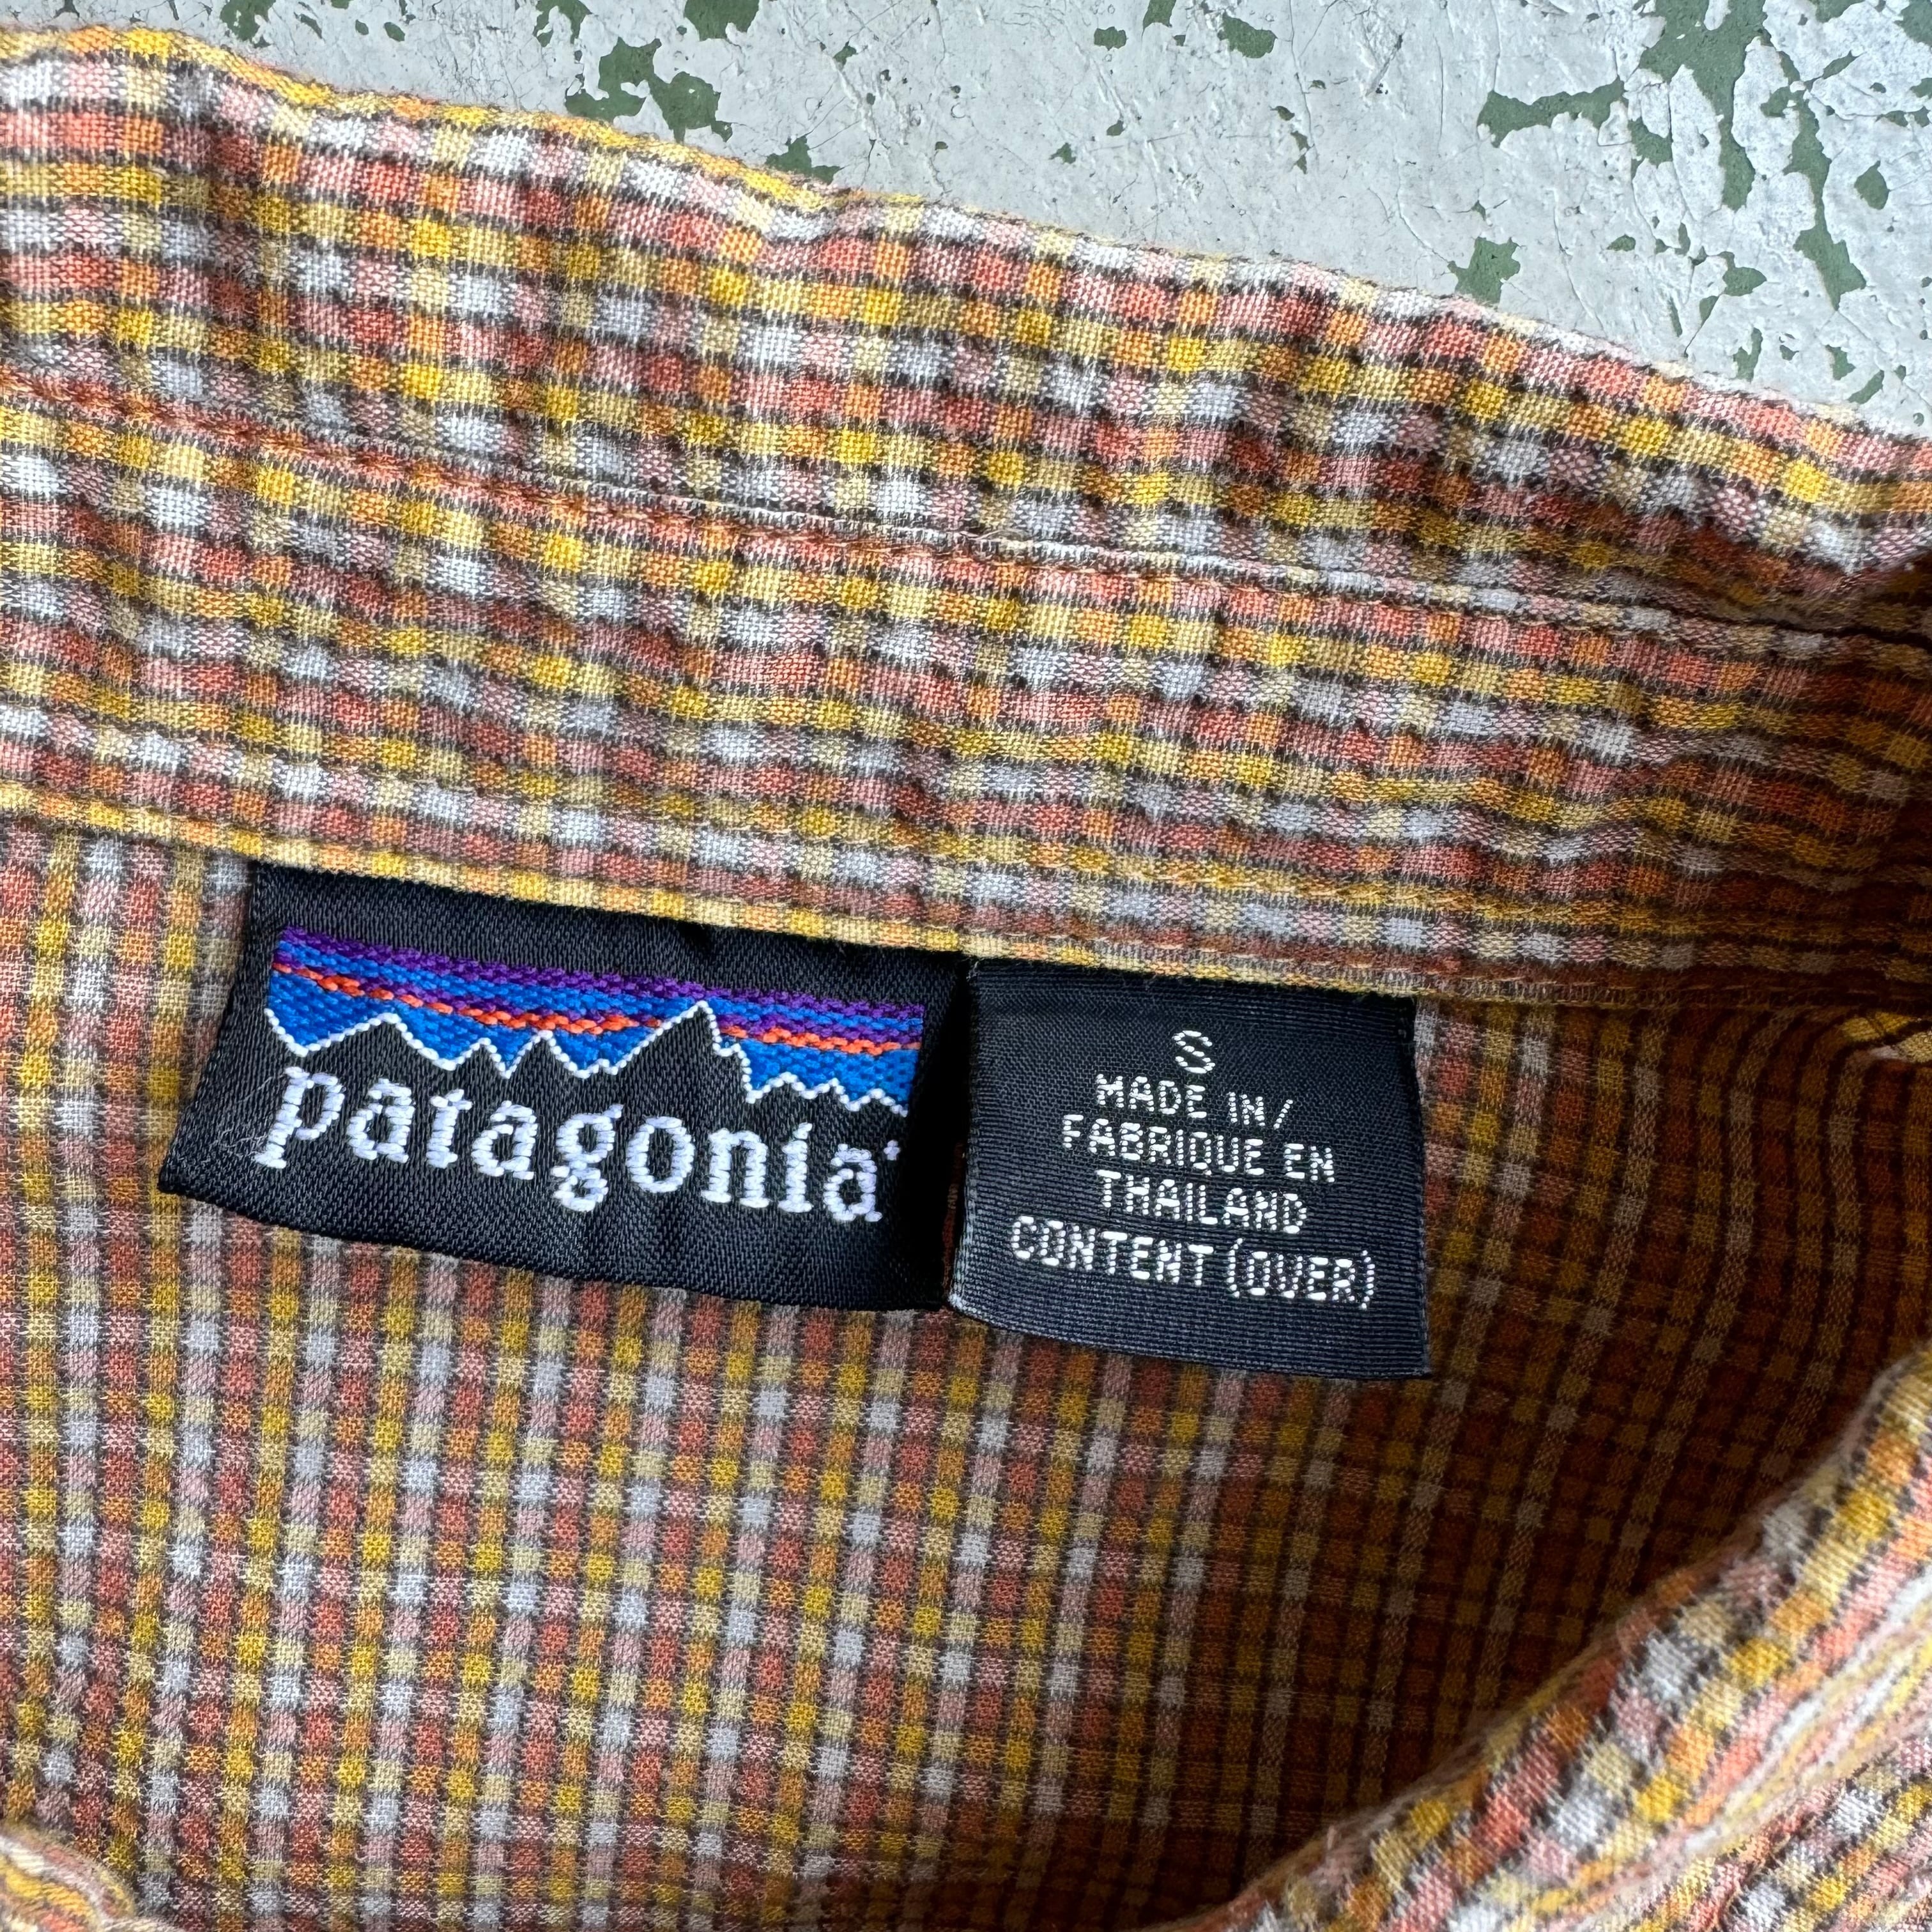 patagonia
S
MADE IN/
FABRIQUE EN
THAILAND
CONTENT (OVER)